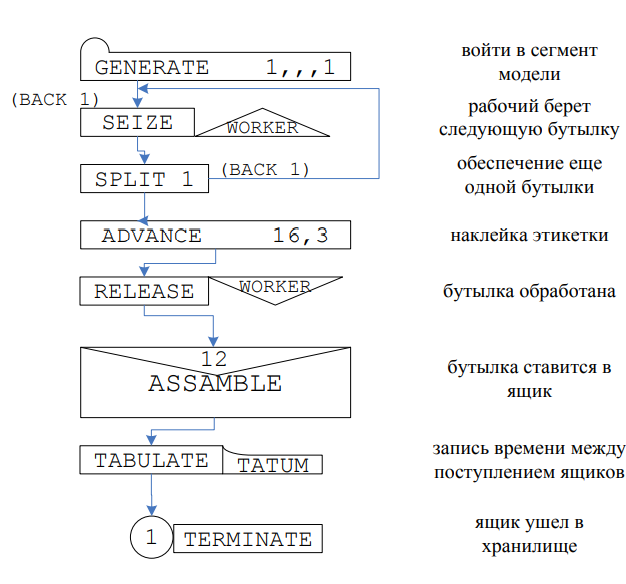 GENERATE 1,,,1
войти в сегмент
модели
(BACK 1)
SEIZE WORKER
рабочий берет
следующую бутылку
SPLIT 1 (BACK 1)
обеспечение еще
одной бутылки
ADVANCE 16,3
наклейка этикетки
RELEASE WORKER
бутылка обработана
12
ASSAMBLE
бутылка ставится в
ящик
TABULATE TATUM
запись времени между
поступлением ящиков
1 TERMINATE
ящик ушел в
хранилище